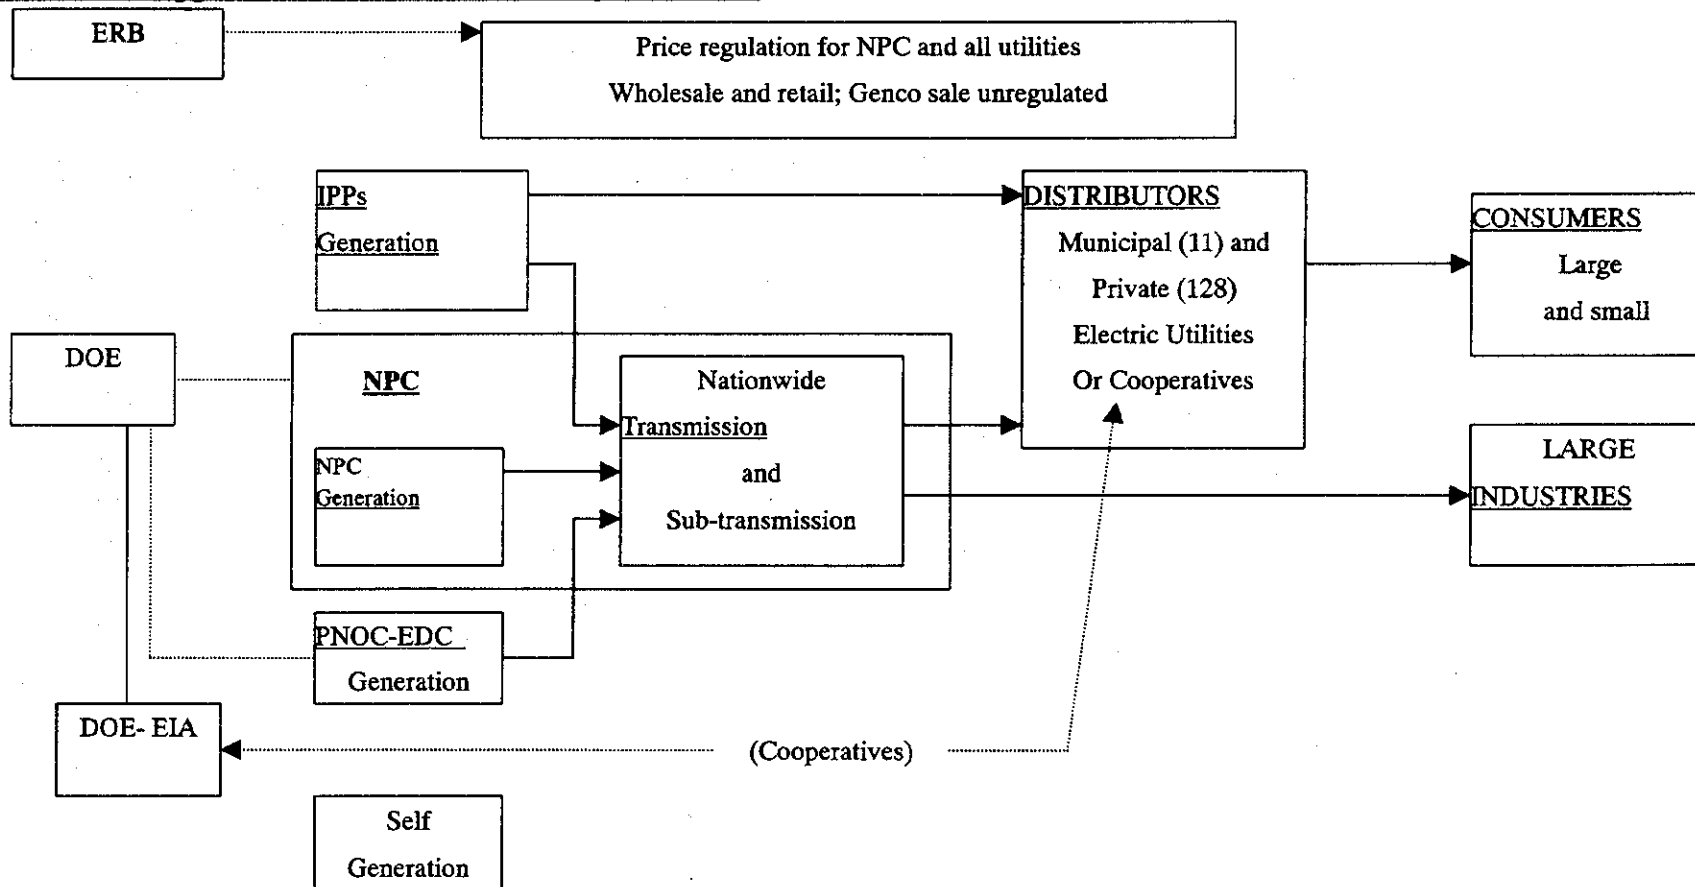 ERB
Price regulation for NPC and all utilities
Wholesale and retail; Genco sale unregulated
IPPs
Generation
DISTRIBUTORS
Municipal (11) and
Private (128)
Electric Utilities
Or Cooperatives
CONSUMERS
Large
and small
DOE
NPC
NPC
Generation
Nationwide
Transmission
and
Sub-transmission
LARGE
INDUSTRIES
PNOC-EDC
Generation
DOE- EIA
(Cooperatives)
Self
Generation